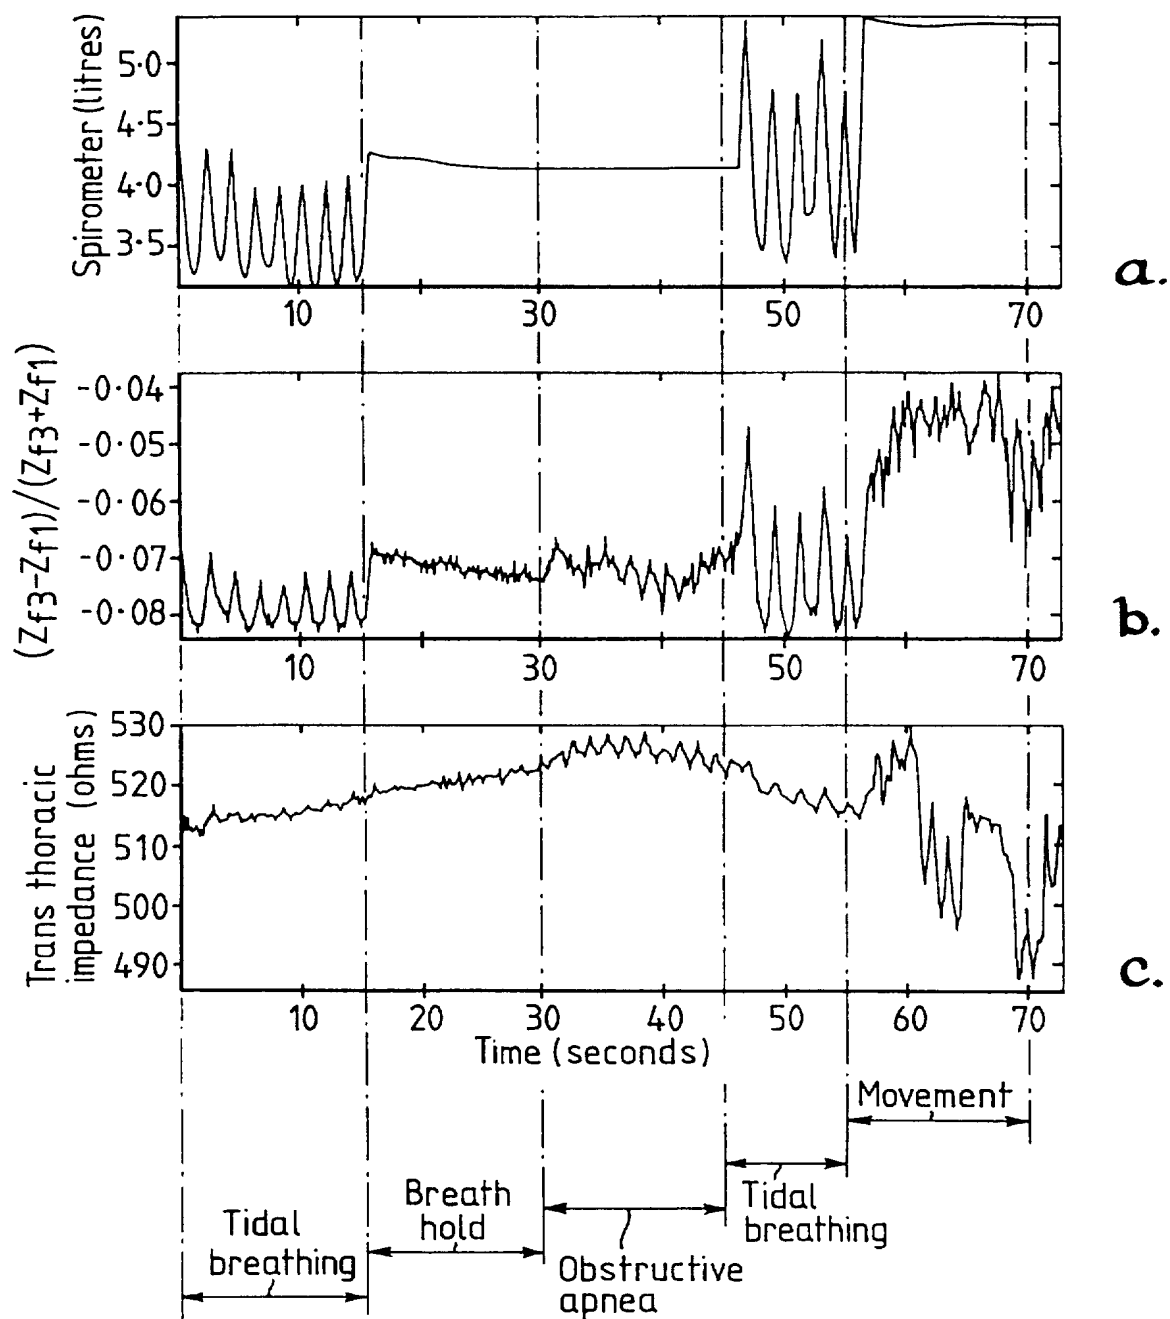 Spirometer (litres)
5·0
4·5
4·0
3·5
10
30
50
70
a.
(Zf3-Zf1)/(Zf3+Zf1)
-0·04
-0·05
-0·06
-0·07
-0·08
10
30
50
70
b.
Trans thoracic
impedance (ohms)
530
520
510
500
490
10
20
30
40
50
60
70
c.
Time (seconds)
Movement
Tidal
breathing
Breath
hold
Obstructive
apnea
Tidal
breathing